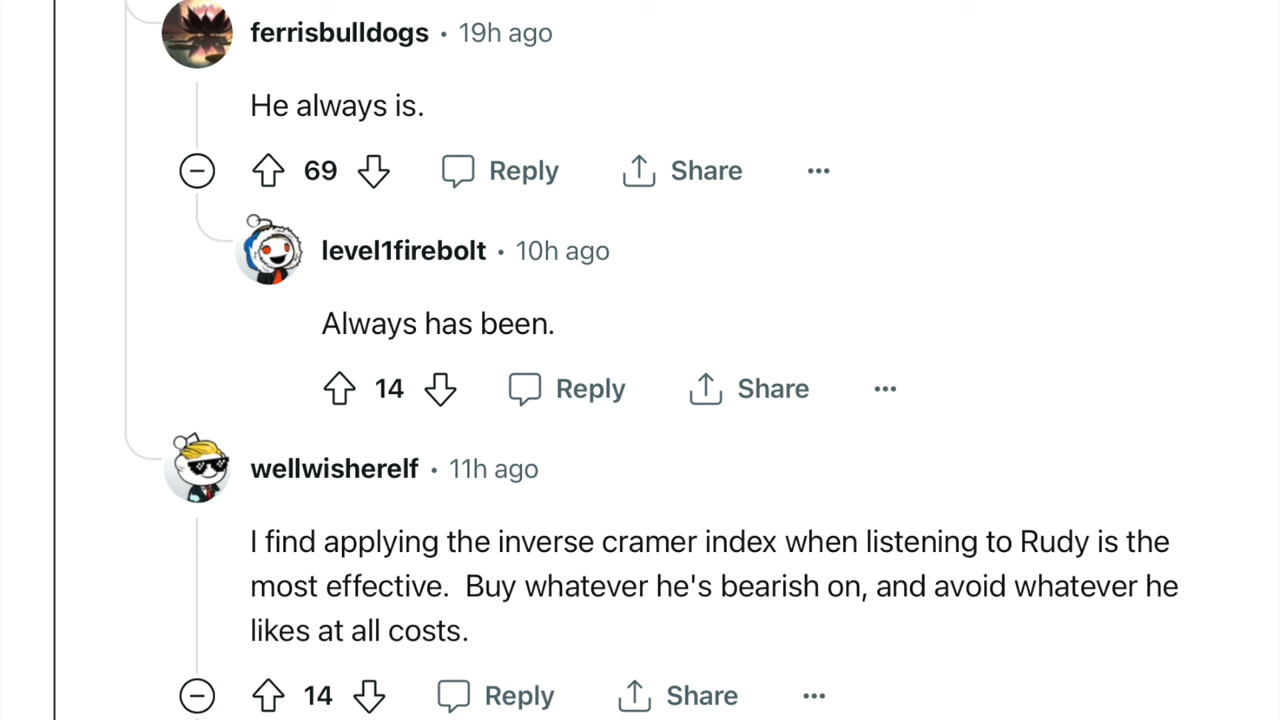 ferrisbulldogs • 19h ago
He always is.
69 Reply Share ...
level1firebolt • 10h ago
Always has been.
14 Reply Share ...
wellwisherelf • 11h ago
I find applying the inverse cramer index when listening to Rudy is the
most effective.  Buy whatever he's bearish on, and avoid whatever he
likes at all costs.
14 Reply Share ...